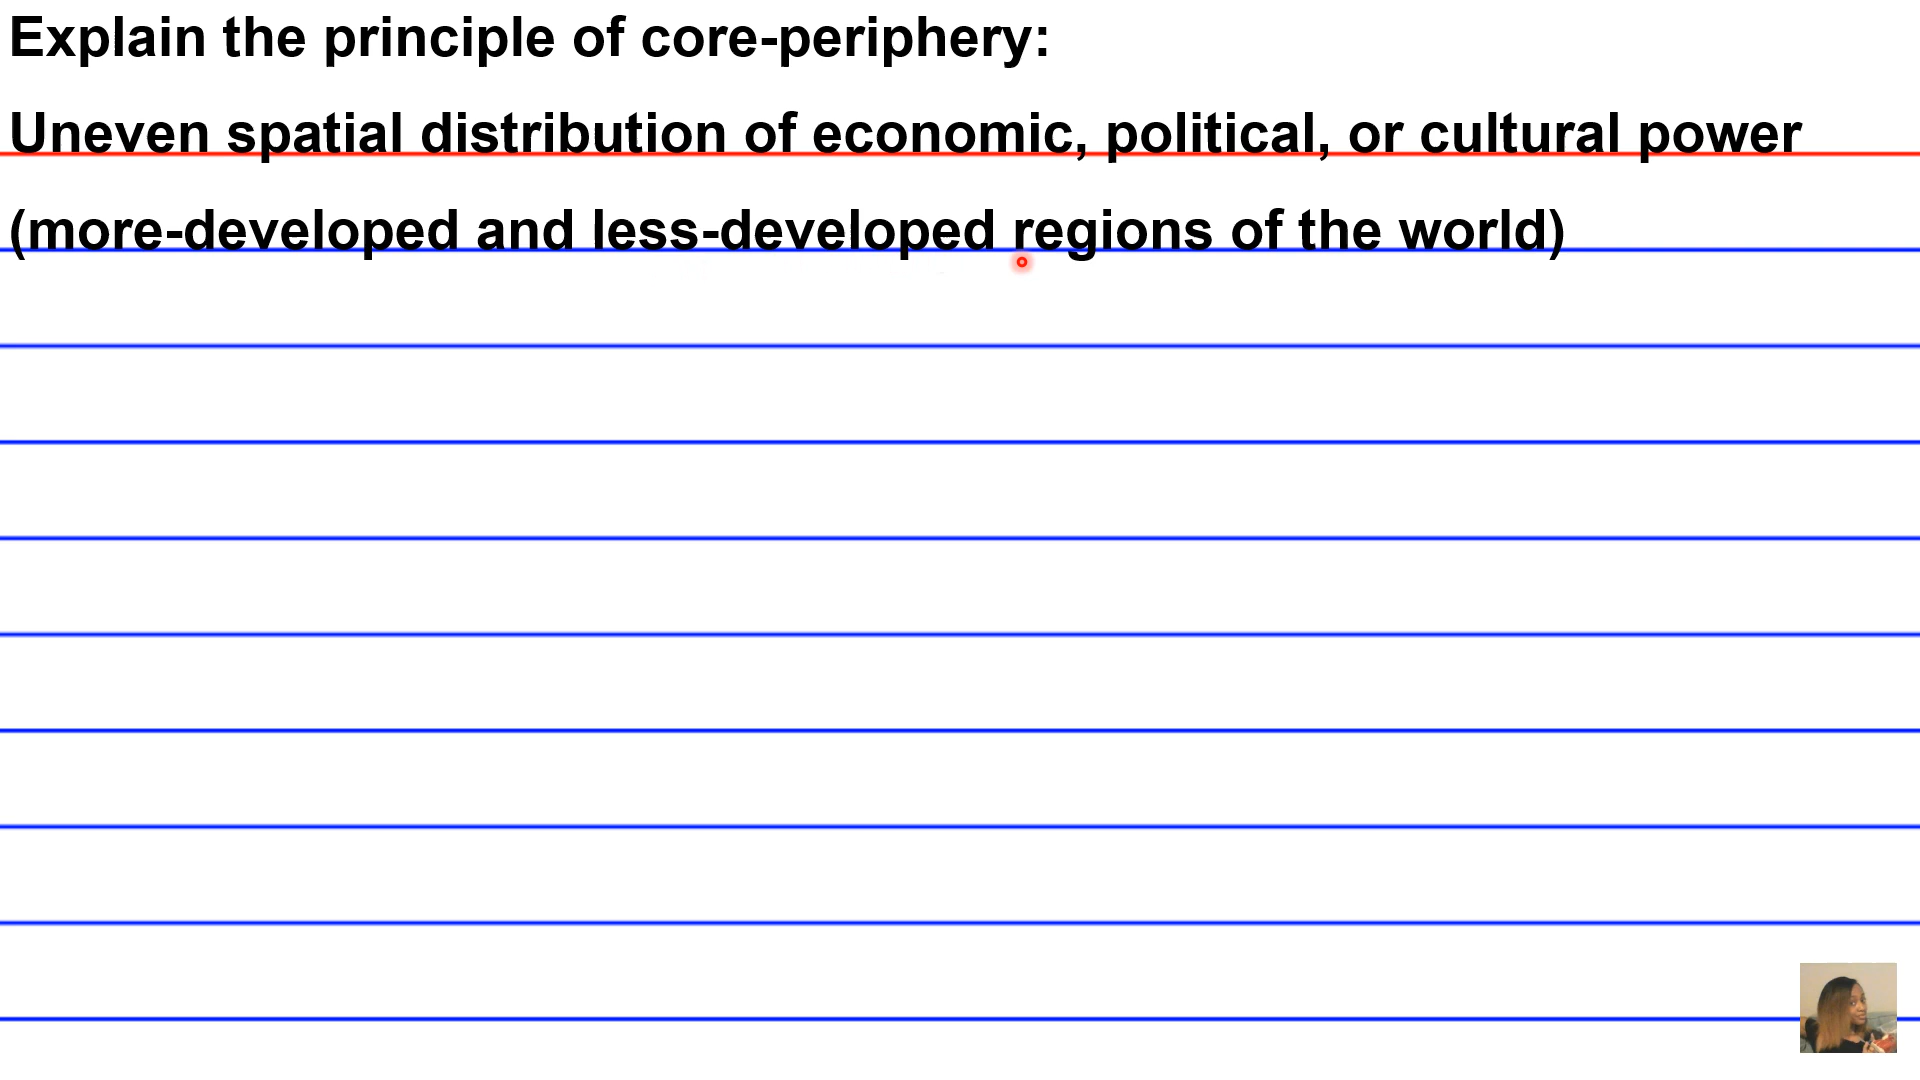 Explain the principle of core-periphery:
Uneven spatial distribution of economic, political, or cultural power
(more-developed and less-developed regions of the world)